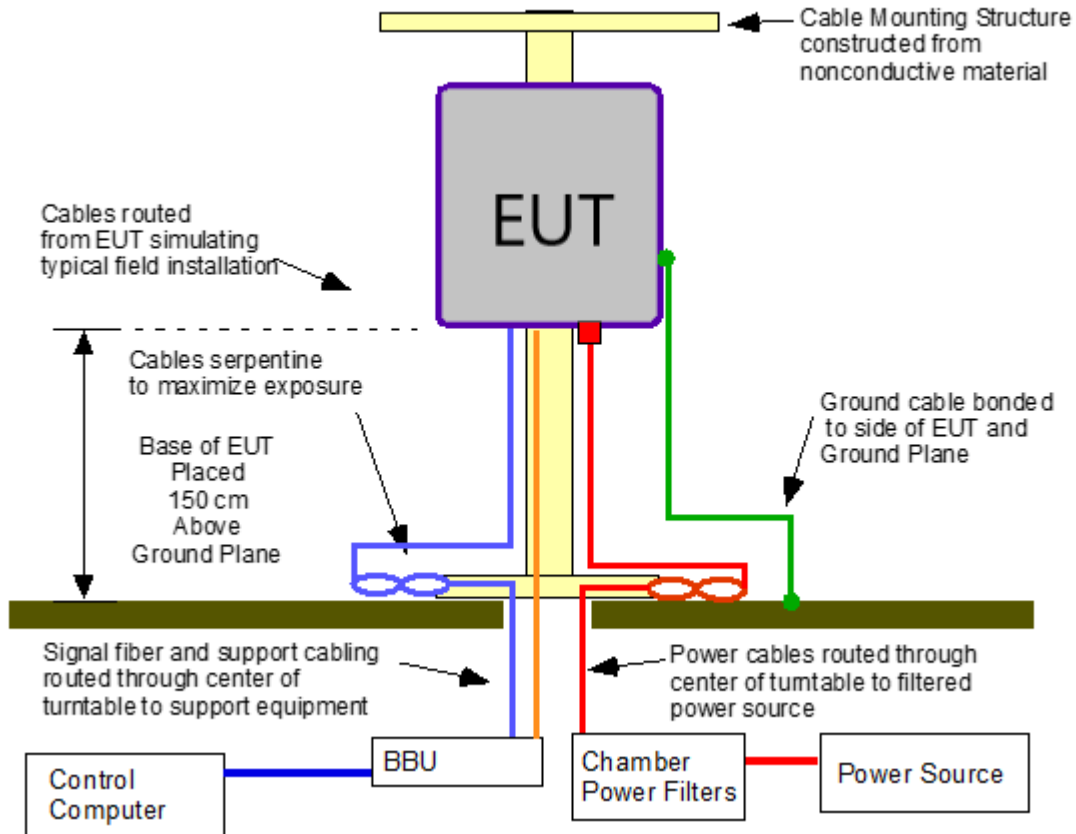 Cable Mounting Structure
constructed from
nonconductive material
EUT
Cables routed
from EUT simulating
typical field installation
Cables serpentine
to maximize exposure
Base of EUT
Placed
150 cm
Above
Ground Plane
Ground cable bonded
to side of EUT and
Ground Plane
Signal fiber and support cabling
routed through center of
turntable to support equipment
Power cables routed through
center of turntable to filtered
power source
Control
Computer
BBU
Chamber
Power Filters
Power Source